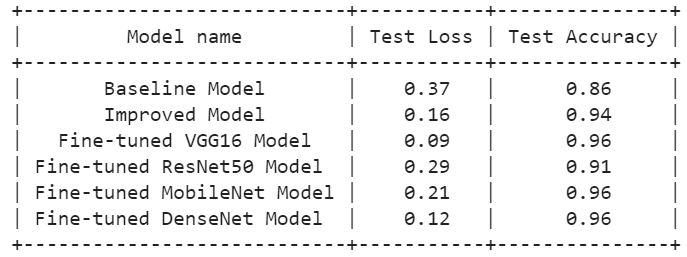 +----------------------------+-----------+---------------+
|         Model name         | Test Loss | Test Accuracy |
+----------------------------+-----------+---------------+
|       Baseline Model       |    0.37   |      0.86     |
|       Improved Model       |    0.16   |      0.94     |
|   Fine-tuned VGG16 Model   |    0.09   |      0.96     |
| Fine-tuned ResNet50 Model  |    0.29   |      0.91     |
| Fine-tuned MobileNet Model |    0.21   |      0.96     |
| Fine-tuned DenseNet Model  |    0.12   |      0.96     |
+----------------------------+-----------+---------------+